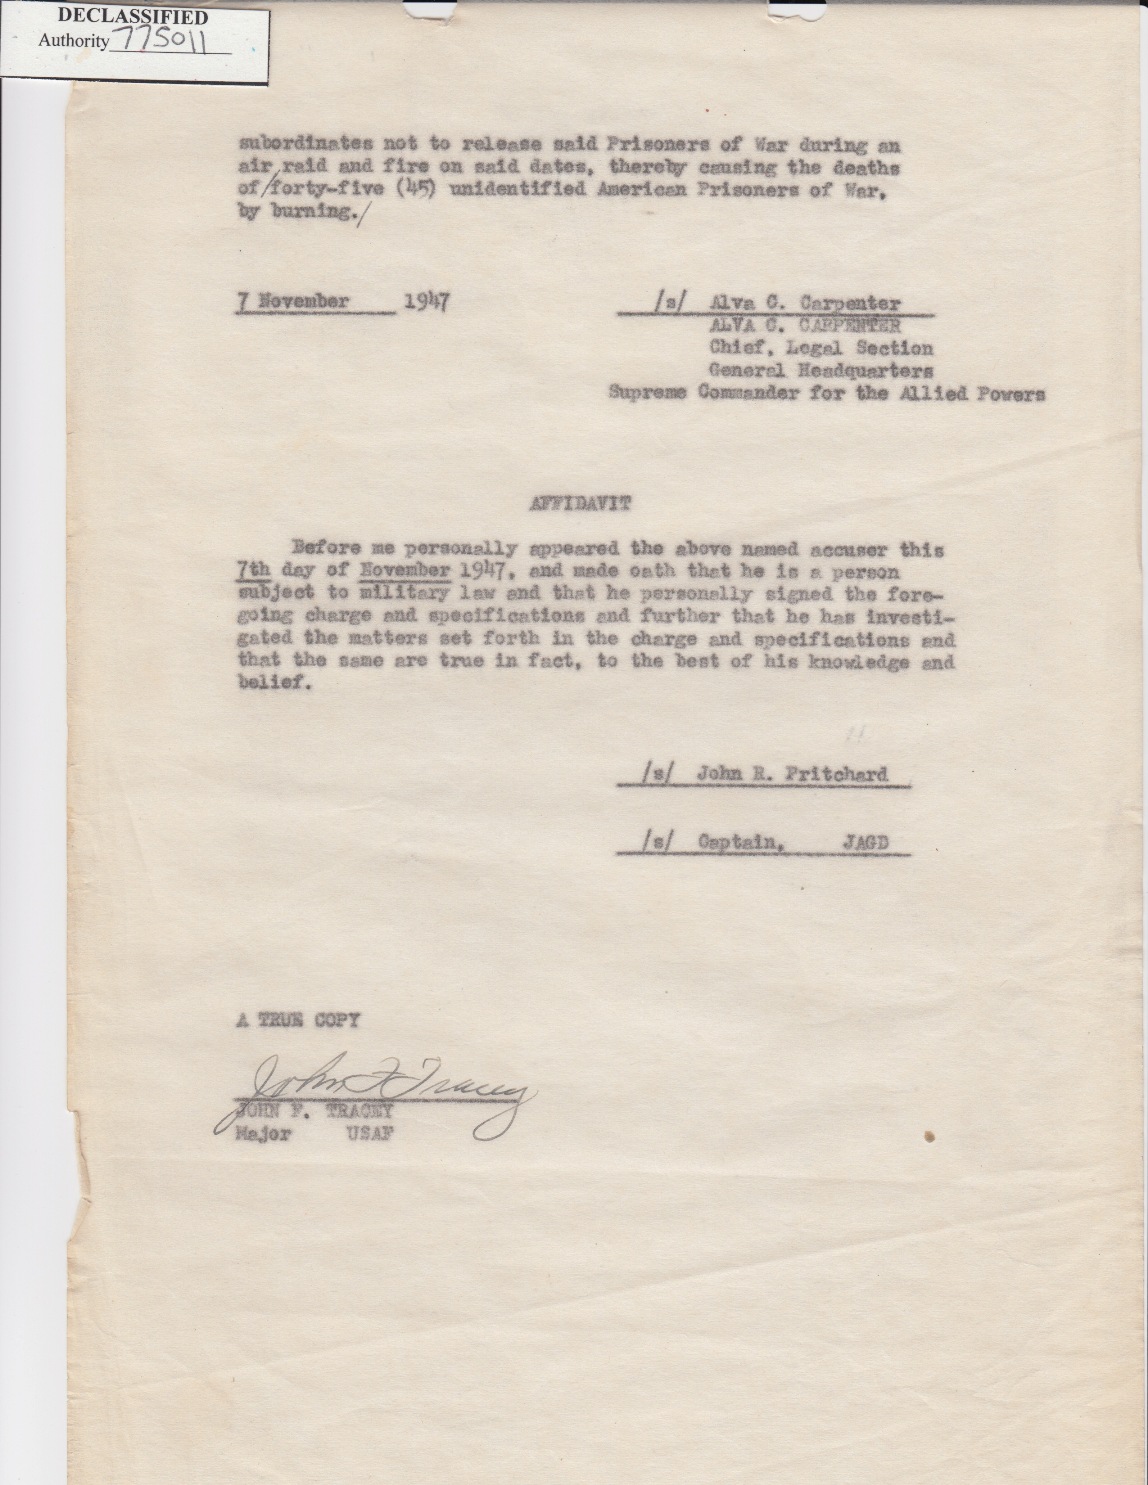 DECLASSIFIED
Authority 775011
subordinates not to release said Prisoners of War during an
air raid and fire on said dates, thereby causing the deaths
of/forty-five (45) unidentified American Prisoners of War,
by burning./
7 November 1947 /s/ Alva C. Carpenter
ALVA C. CARPENTER
Chief, Legal Section
General Headquarters
Supreme Commander for the Allied Powers
AFFIDAVIT
Before me personally appeared the above named accuser this
7th day of November 1947, and made oath that he is a person
subject to military law and that he personally signed the fore-
going charge and specifications and further that he has investi-
gated the matters set forth in the charge and specifications and
that the same are true in fact, to the best of his knowledge and
belief.
/s/ John R. Pritchard
/s/ Captain, JAGD
A TRUE COPY
John F Tracey
JOHN F. TRACEY
Major USAF